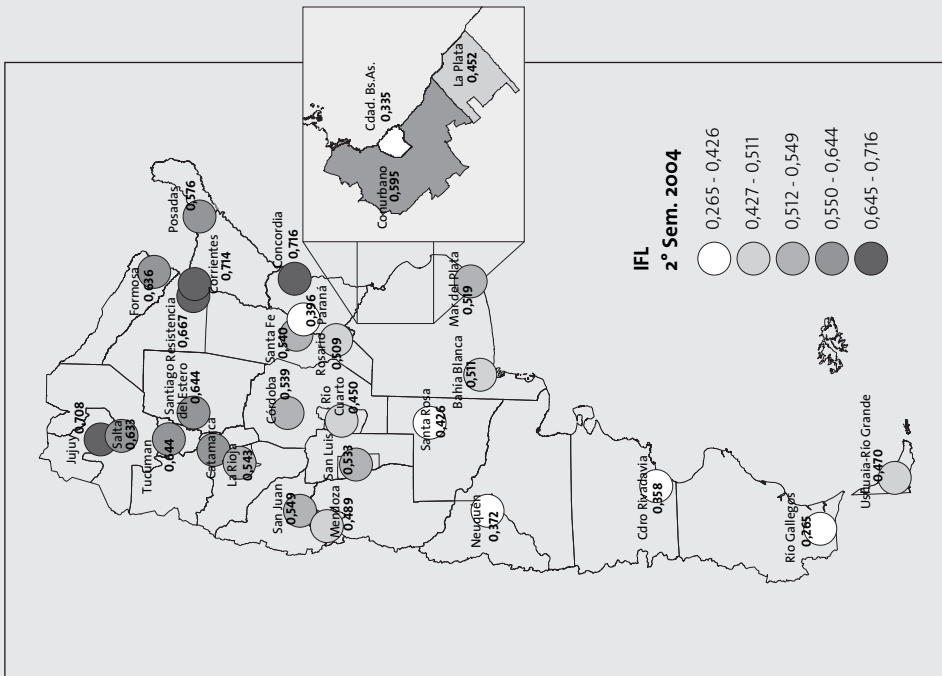 Jujuy
0,708
Salta
0,633
Tucumán
0,644
Catamarca
La Rioja
0,543
Santiago
del Estero
0,644
Formosa
0,636
Resistencia
0,667
Corrientes
0,714
Posadas
0,576
San Juan
0,549
Mendoza
0,489
San Luis
0,533
Córdoba
0,539
Río
Cuarto
0,450
Santa Fe
0,540
Rosario
0,509
0,396
Paraná
Concordia
0,716
Conurbano
0,595
Cdad. Bs.As.
0,335
La Plata
0,452
Santa Rosa
0,426
Bahía Blanca
0,511
Mar del Plata
0,519
Neuquén
0,372
Cdro Rivadavia
0,358
Río Gallegos
0,265
Ushuaia-Río Grande
0,470
IFL
2° Sem. 2004
0,265 - 0,426
0,427 - 0,511
0,512 - 0,549
0,550 - 0,644
0,645 - 0,716